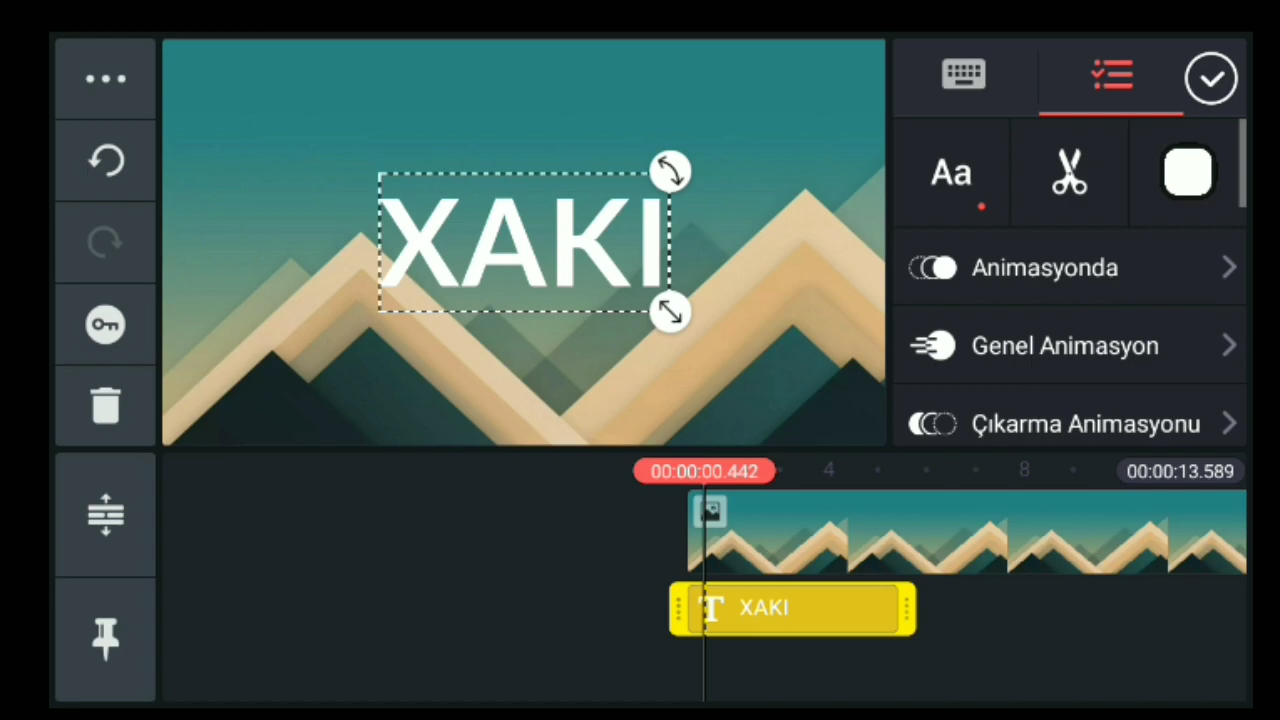 XAKI
Aa
Animasyonda
Genel Animasyon
Çıkarma Animasyonu
00:00:00.442
4
8
00:00:13.589
T XAKI